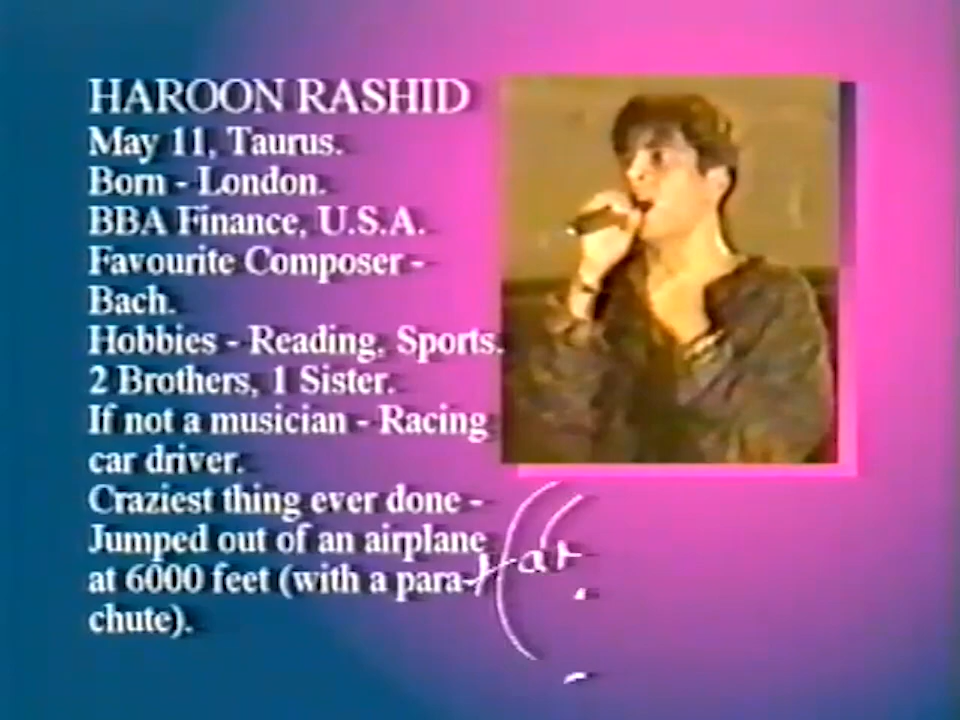 HAROON RASHID
May 11, Taurus.
Born - London.
BBA Finance, U.S.A.
Favourite Composer -
Bach.
Hobbies - Reading, Sports.
2 Brothers, 1 Sister.
If not a musician - Racing
car driver.
Craziest thing ever done -
Jumped out of an airplane
at 6000 feet (with a para-
chute).
Har